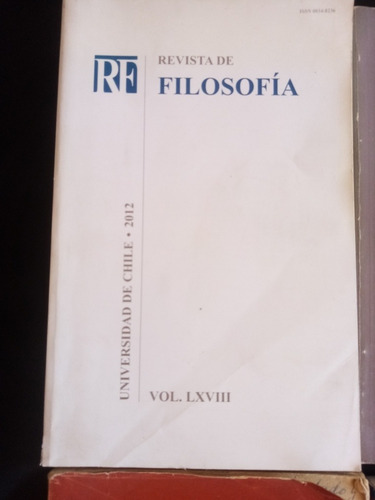 RF
REVISTA DE
FILOSOFÍA
UNIVERSIDAD DE CHILE • 2012
VOL. LXVIII